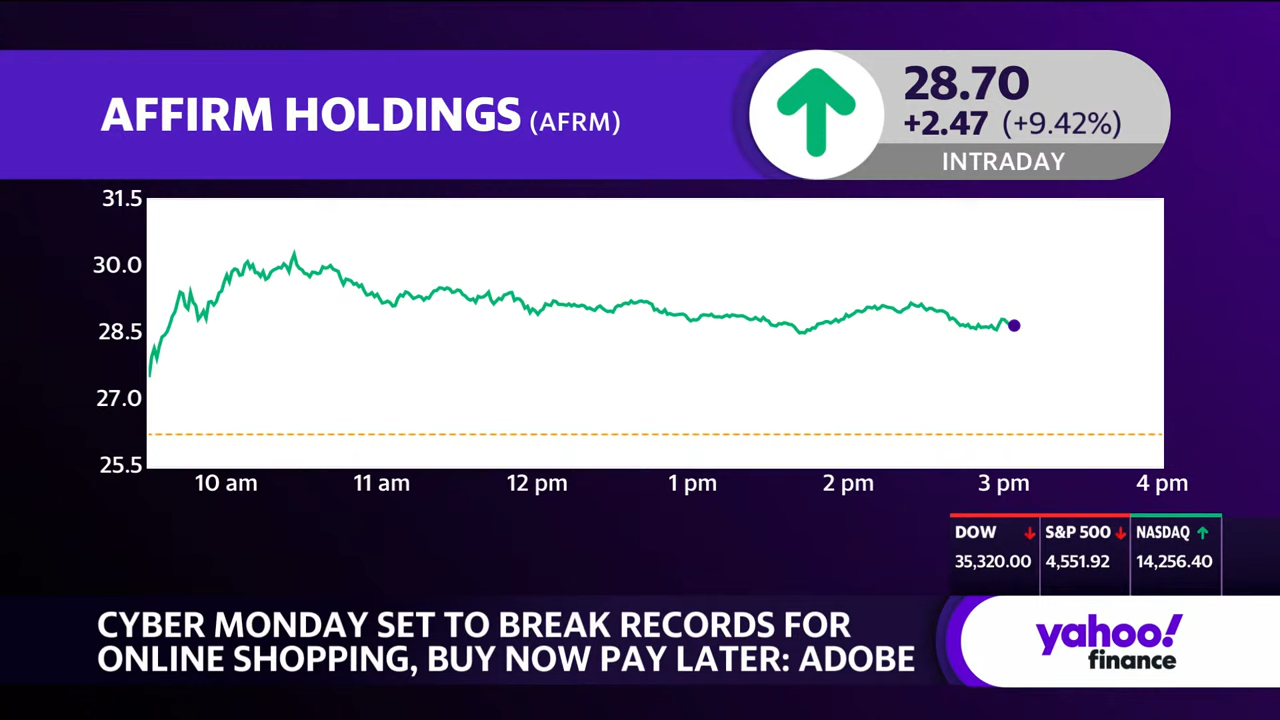 AFFIRM HOLDINGS (AFRM)
28.70
+2.47 (+9.42%)
INTRADAY
31.5
30.0
28.5
27.0
25.5
10 am 11 am 12 pm 1 pm 2 pm 3 pm 4 pm
DOW S&P 500 NASDAQ
35,320.00 4,551.92 14,256.40
CYBER MONDAY SET TO BREAK RECORDS FOR
ONLINE SHOPPING, BUY NOW PAY LATER: ADOBE
yahoo!
finance